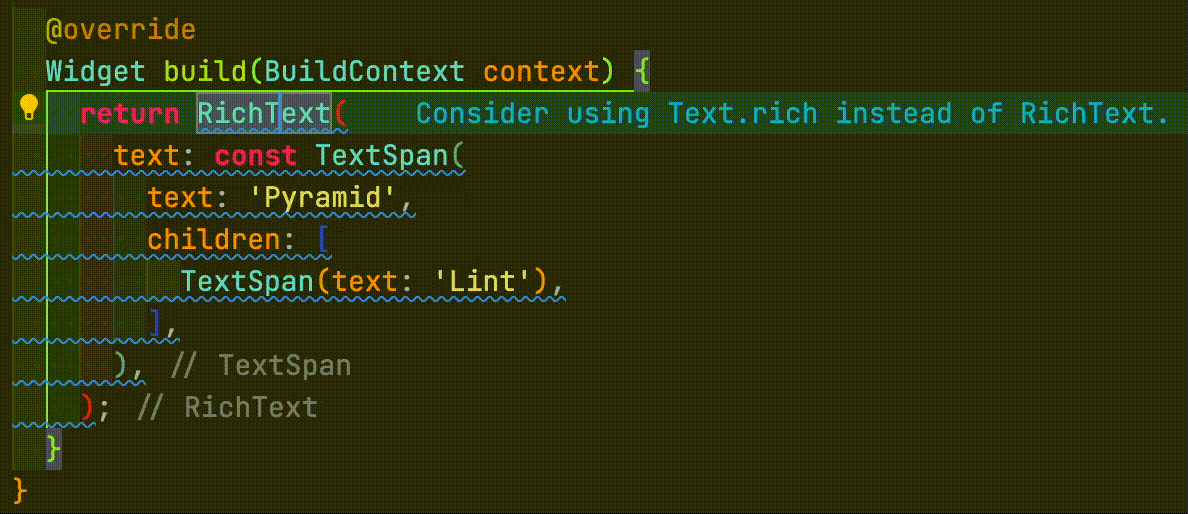 @override
Widget build(BuildContext context) {
return RichText( Consider using Text.rich instead of RichText.
text: const TextSpan(
text: 'Pyramid',
children: [
TextSpan(text: 'Lint'),
],
), // TextSpan
); // RichText
}
}